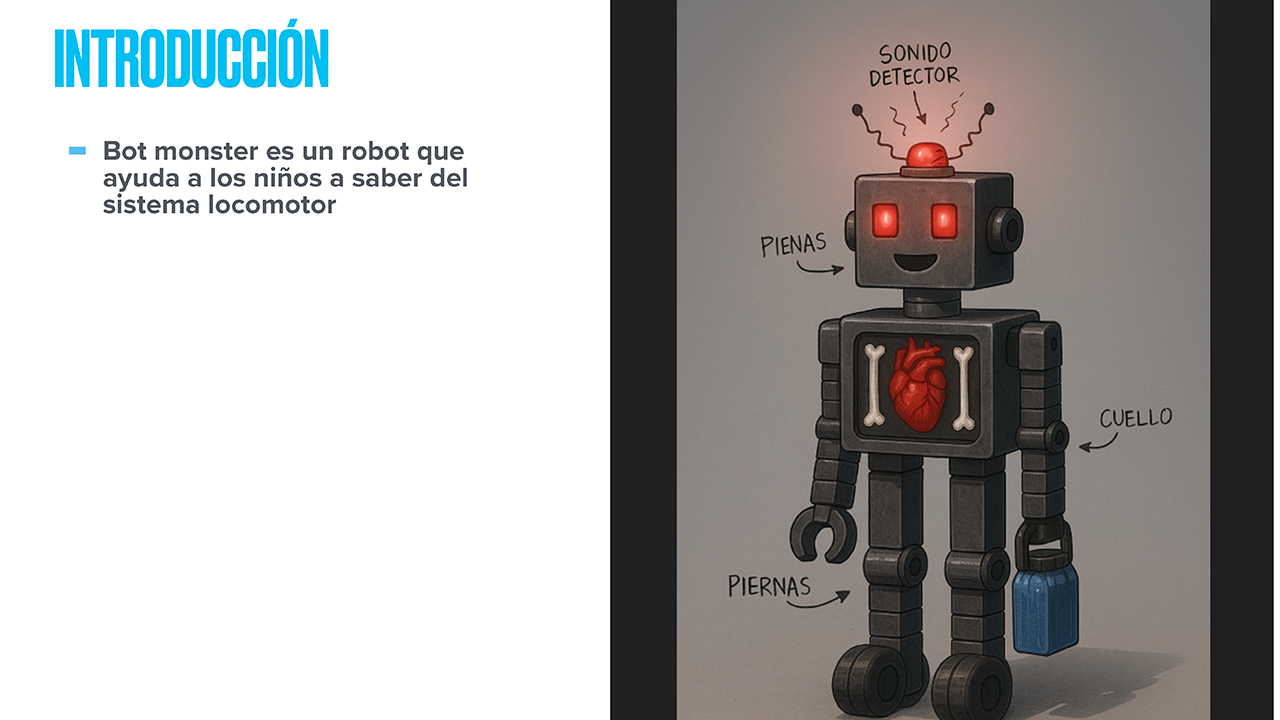 INTRODUCCIÓN
Bot monster es un robot que
ayuda a los niños a saber del
sistema locomotor
SONIDO
DETECTOR
PIENAS
CUELLO
PIERNAS